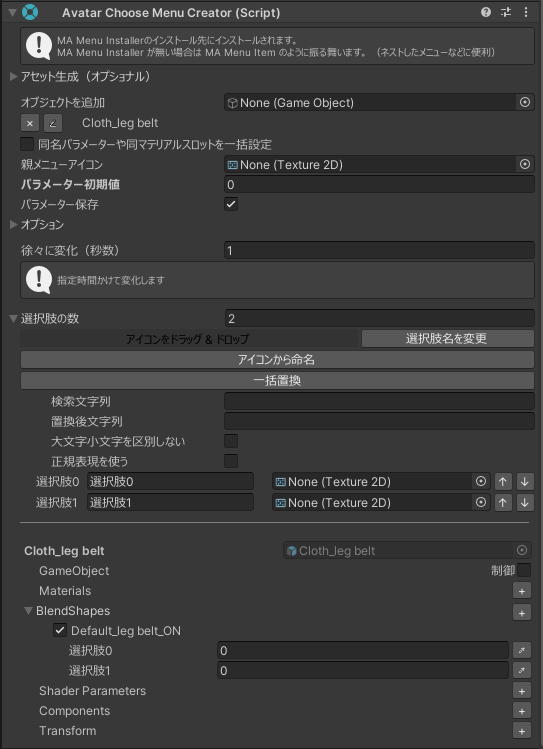 Avatar Choose Menu Creator (Script)
MA Menu Installerのインストール先にインストールされます。
MA Menu Installer が無い場合は MA Menu Item のように振る舞います。（ネストしたメニューなどに便利）
アセット生成（オプショナル）
オブジェクトを追加 None (Game Object)
× ∠ Cloth_leg belt
同名パラメーターや同マテリアルスロットを一括設定
親メニューアイコン None (Texture 2D)
パラメーター初期値 0
パラメーター保存
オプション
徐々に変化（秒数） 1
指定時間かけて変化します
選択肢の数 2
アイコンをドラッグ & ドロップ 選択肢名を変更
アイコンから命名
一括置換
検索文字列
置換後文字列
大文字小文字を区別しない
正規表現を使う
選択肢0 選択肢0 None (Texture 2D) ↑ ↓
選択肢1 選択肢1 None (Texture 2D) ↑ ↓
Cloth_leg belt Cloth_leg belt
GameObject 制御
Materials +
BlendShapes +
Default_leg belt_ON
選択肢0 0
選択肢1 0
Shader Parameters +
Components +
Transform +